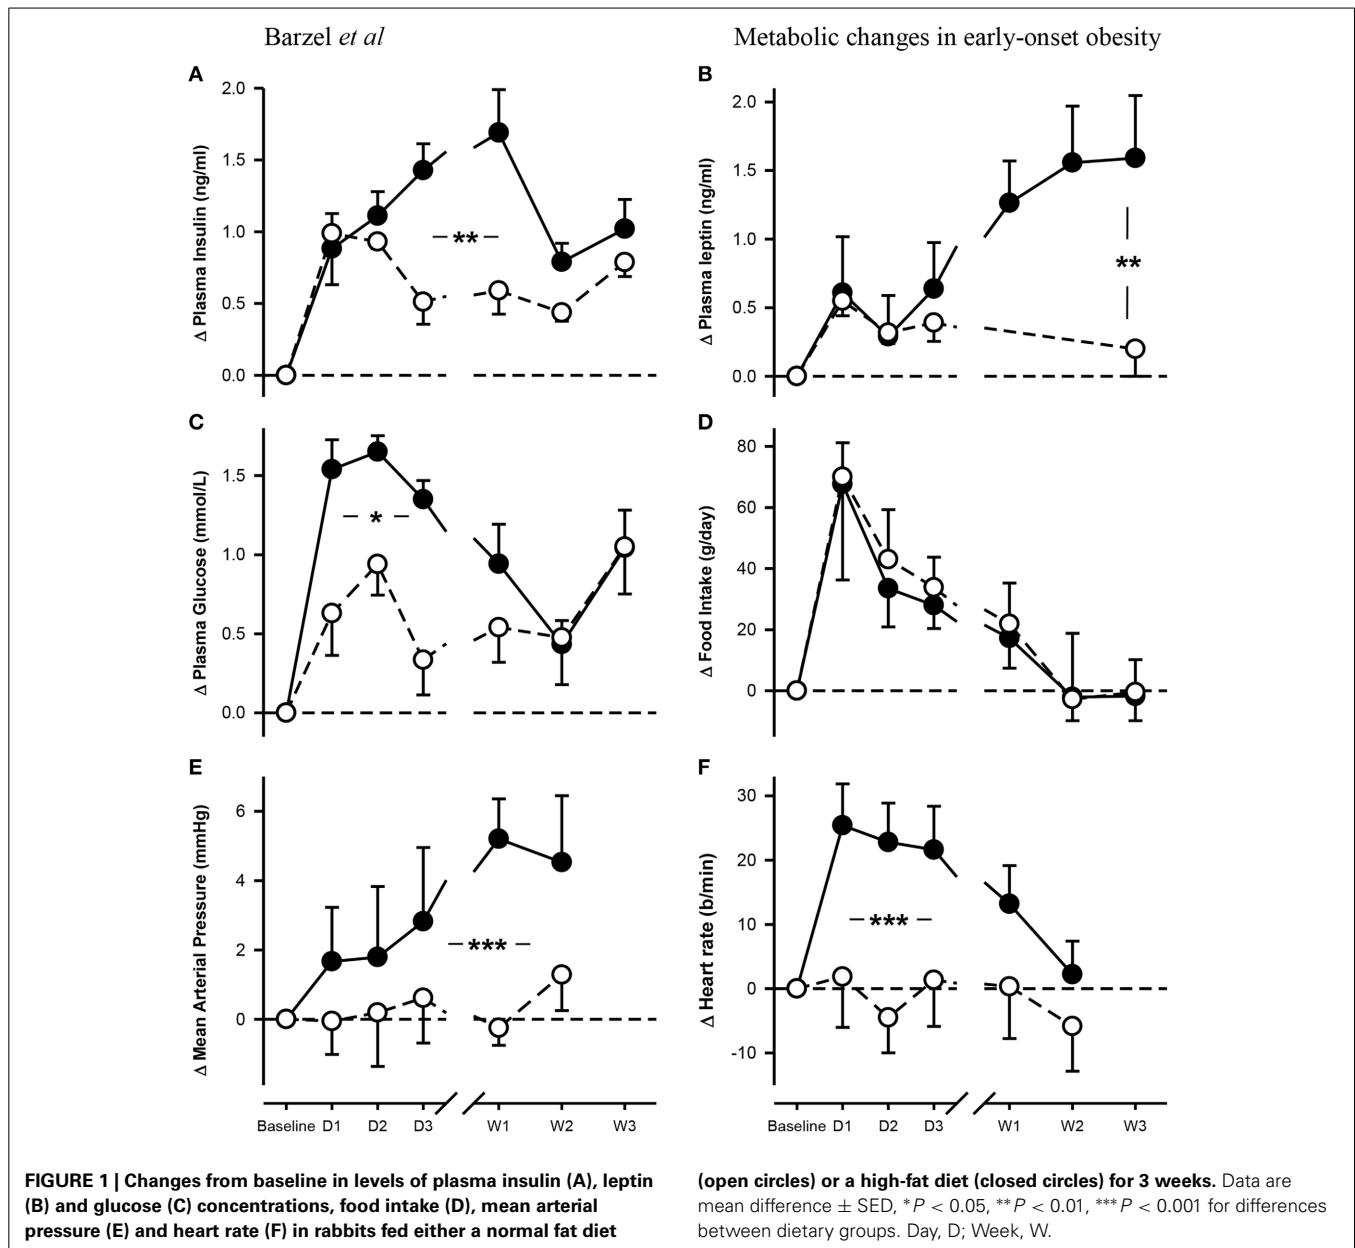 Barzel et al
Metabolic changes in early-onset obesity
A
Δ Plasma Insulin (ng/ml)
2.0
1.5
1.0
0.5
0.0
**
B
Δ Plasma leptin (ng/ml)
2.0
1.5
1.0
0.5
0.0
**
C
Δ Plasma Glucose (mmol/L)
1.5
1.0
0.5
0.0
*
D
Δ Food Intake (g/day)
80
60
40
20
0
E
Δ Mean Arterial Pressure (mmHg)
6
4
2
0
***
Baseline D1 D2 D3 W1 W2 W3
F
Δ Heart rate (b/min)
30
20
10
0
-10
***
Baseline D1 D2 D3 W1 W2 W3
FIGURE 1 | Changes from baseline in levels of plasma insulin (A), leptin
(B) and glucose (C) concentrations, food intake (D), mean arterial
pressure (E) and heart rate (F) in rabbits fed either a normal fat diet
(open circles) or a high-fat diet (closed circles) for 3 weeks. Data are
mean difference ± SED, *P < 0.05, **P < 0.01, ***P < 0.001 for differences
between dietary groups. Day, D; Week, W.